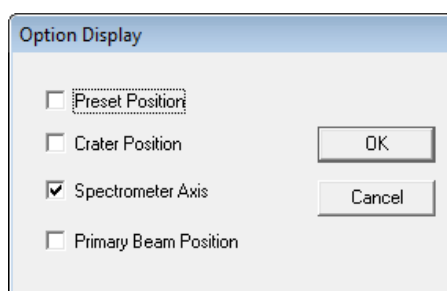 Option Display
Preset Position
Crater Position
OK
Spectrometer Axis
Cancel
Primary Beam Position